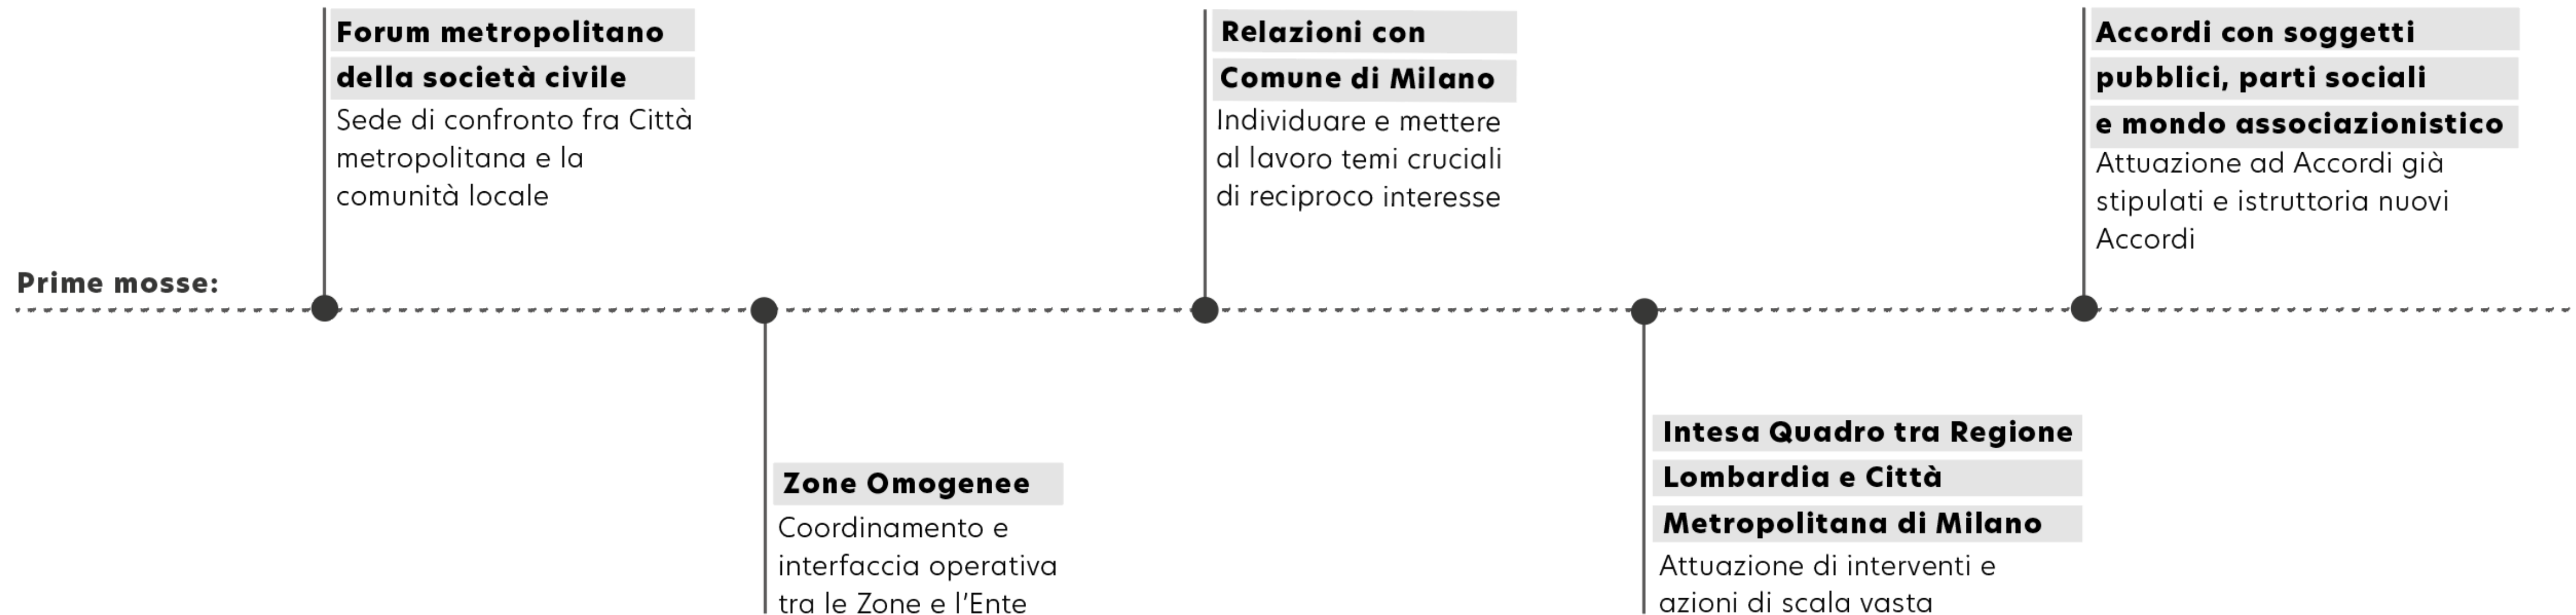 Prime mosse:
Forum metropolitano
della società civile
Sede di confronto fra Città
metropolitana e la
comunità locale
Zone Omogenee
Coordinamento e
interfaccia operativa
tra le Zone e l'Ente
Relazioni con
Comune di Milano
Individuare e mettere
al lavoro temi cruciali
di reciproco interesse
Intesa Quadro tra Regione
Lombardia e Città
Metropolitana di Milano
Attuazione di interventi e
azioni di scala vasta
Accordi con soggetti
pubblici, parti sociali
e mondo associazionistico
Attuazione ad Accordi già
stipulati e istruttoria nuovi
Accordi